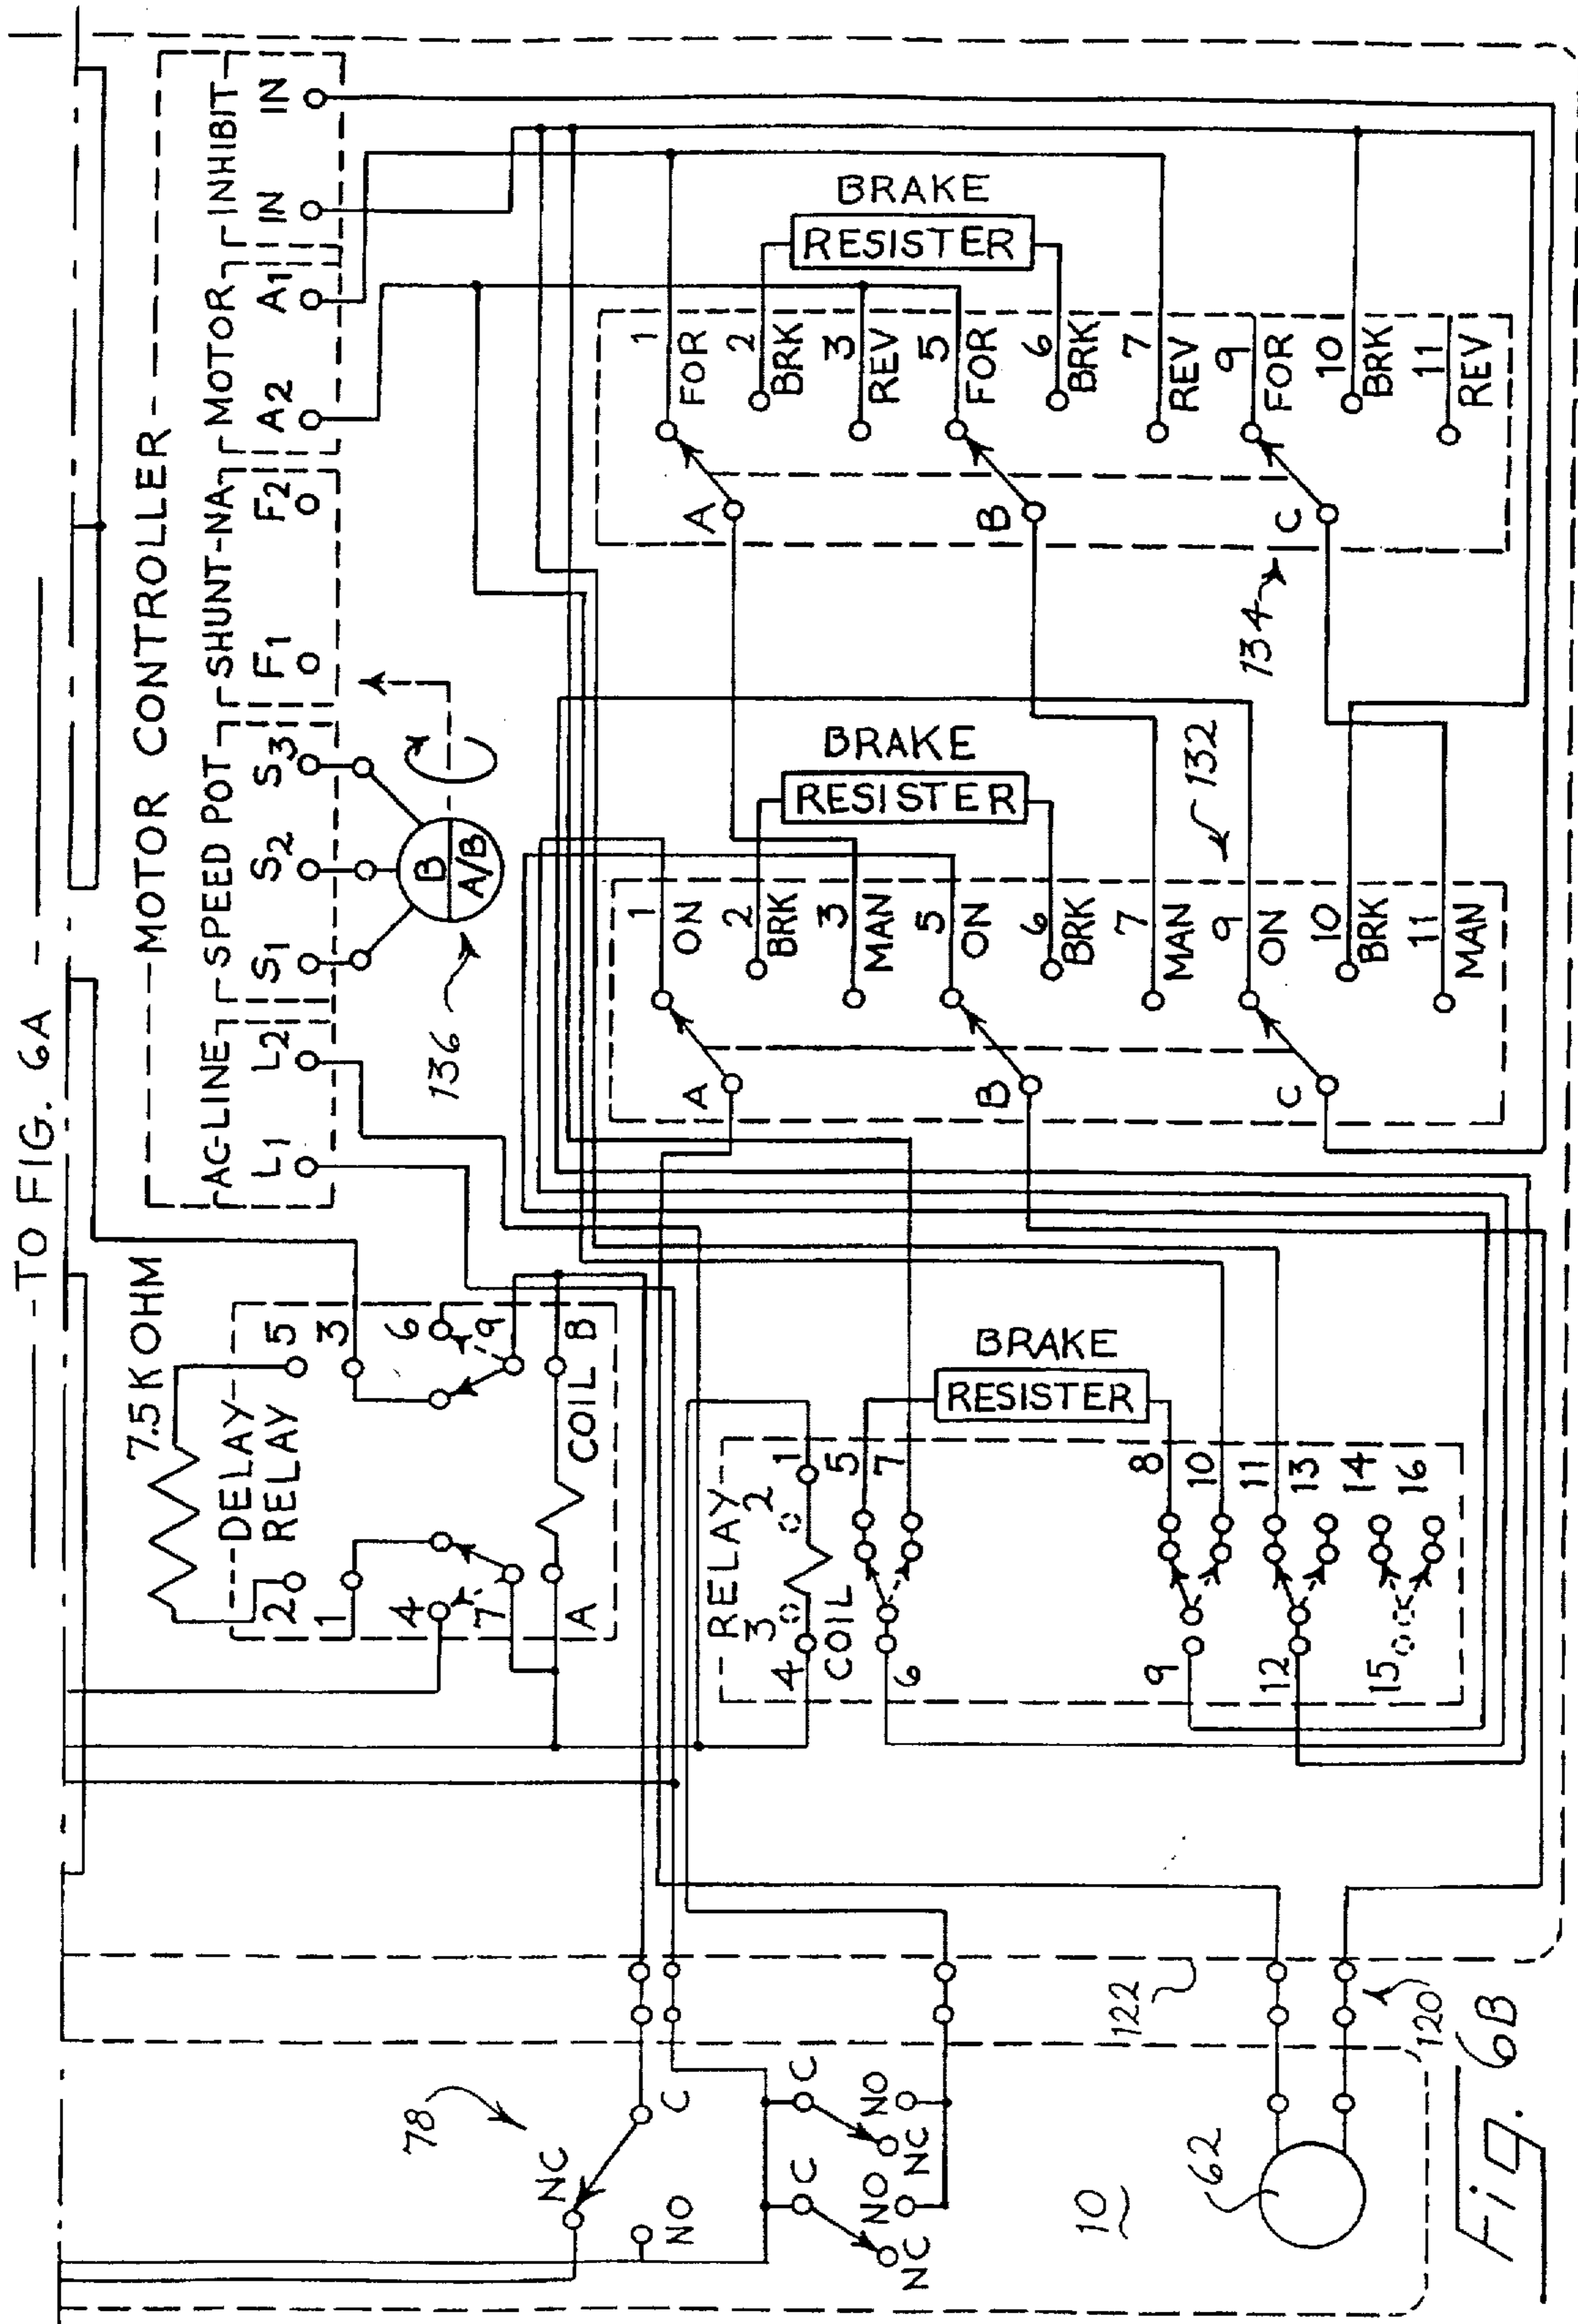 TO FIG. 6A
MOTOR CONTROLLER
AC-LINE SPEED POT SHUNT-NA MOTOR INHIBIT
L1 L2 S1 S2 S3 F1 F2 A2 A1 IN IN
7.5K OHM
DELAY
RELAY
2 5
1 3
4 6
7 9
A COIL B
136
B
A/B
78
NC
C
NO
C C
NO NO
NC NC
RELAY
3 2
4 1
COIL
5
6 7
BRAKE
RESISTER
8
9 10
11
12 13
14
15 16
132
A
1
ON
2
BRK
3
MAN
B
5
ON
6
BRK
7
MAN
C
9
ON
10
BRK
11
MAN
BRAKE
RESISTER
134
A
1
FOR
2
BRK
3
REV
B
5
FOR
6
BRK
7
REV
C
9
FOR
10
BRK
11
REV
BRAKE
RESISTER
10
62
122
120
Fig. 6B